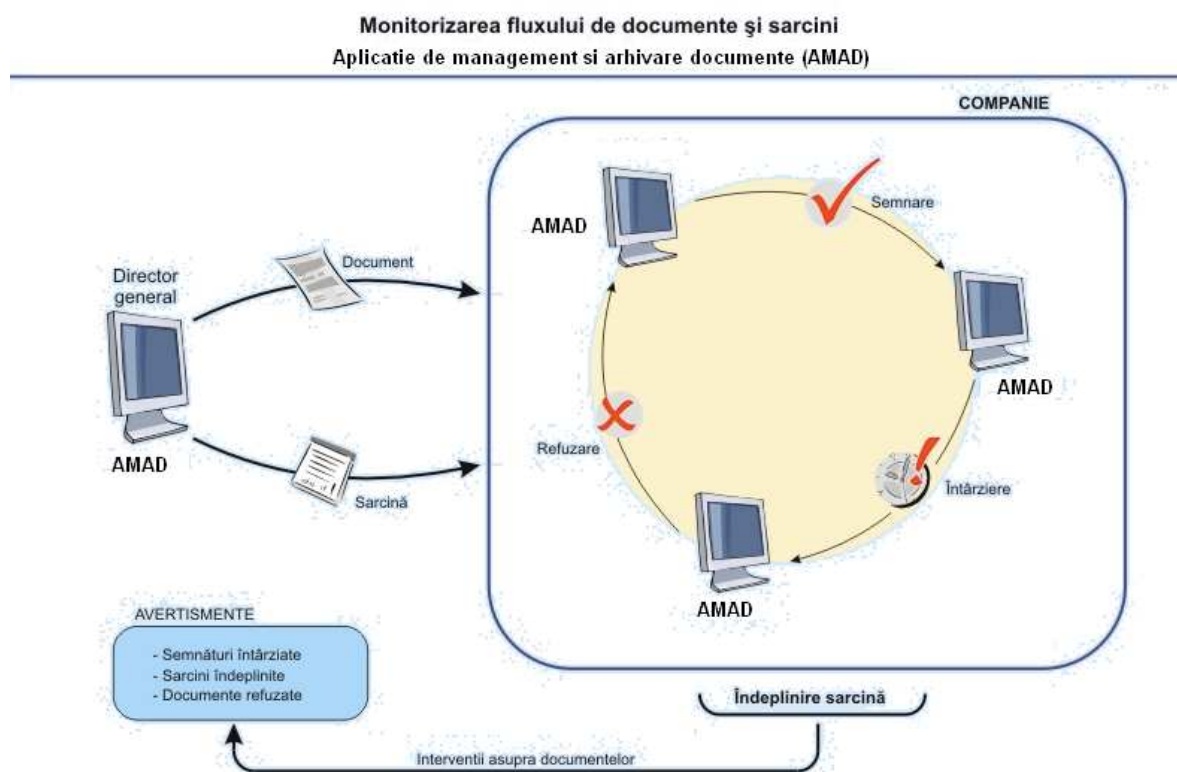 Monitorizarea fluxului de documente şi sarcini
Aplicatie de management si arhivare documente (AMAD)
COMPANIE
Semnare
AMAD
Document
Director
general
AMAD
Refuzare
AMAD
Întârziere
Sarcină
AMAD
AVERTISMENTE
- Semnături întârziate
- Sarcini îndeplinite
- Documente refuzate
Îndeplinire sarcină
Interventii asupra documentelor